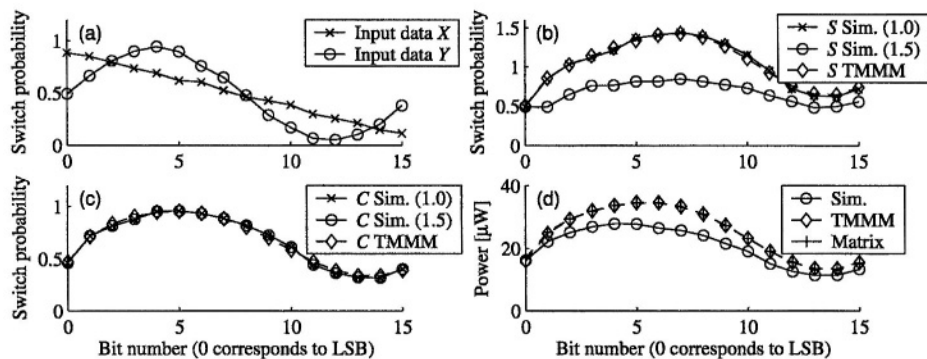 Switch probability
1
0.5
0
0
5
10
15
(a)
Input data X
Input data Y
Switch probability
1.5
1
0.5
0
0
5
10
15
(b)
S Sim. (1.0)
S Sim. (1.5)
S TMMM
Switch probability
1
0.5
0
0
5
10
15
(c)
C Sim. (1.0)
C Sim. (1.5)
C TMMM
Bit number (0 corresponds to LSB)
Power [µW]
40
20
0
0
5
10
15
(d)
Sim.
TMMM
Matrix
Bit number (0 corresponds to LSB)